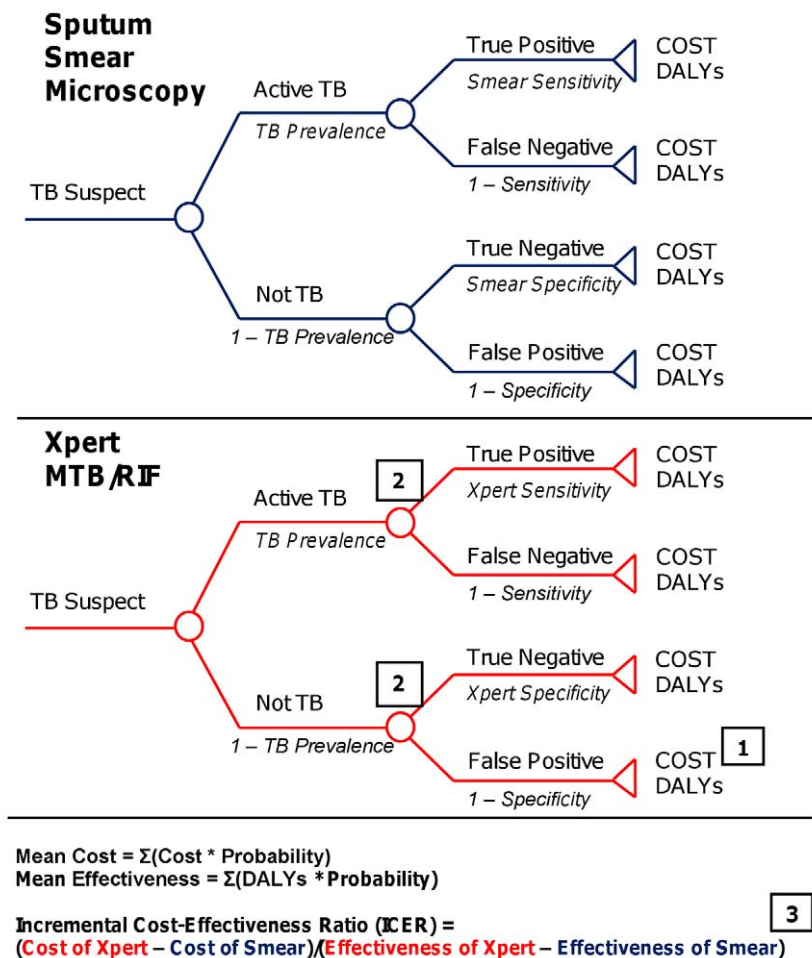 Sputum
Smear
Microscopy
TB Suspect
Active TB
TB Prevalence
Not TB
1 – TB Prevalence
True Positive
Smear Sensitivity
COST
DALYs
False Negative
1 – Sensitivity
COST
DALYs
True Negative
Smear Specificity
COST
DALYs
False Positive
1 – Specificity
COST
DALYs
Xpert
MTB/RIF
TB Suspect
Active TB
TB Prevalence
2
Not TB
1 – TB Prevalence
2
True Positive
Xpert Sensitivity
COST
DALYs
False Negative
1 – Sensitivity
COST
DALYs
True Negative
Xpert Specificity
COST
DALYs
False Positive
1 – Specificity
COST
DALYs
1
Mean Cost = Σ(Cost * Probability)
Mean Effectiveness = Σ(DALYs * Probability)
3
Incremental Cost-Effectiveness Ratio (ICER) =
(Cost of Xpert – Cost of Smear)/(Effectiveness of Xpert – Effectiveness of Smear)